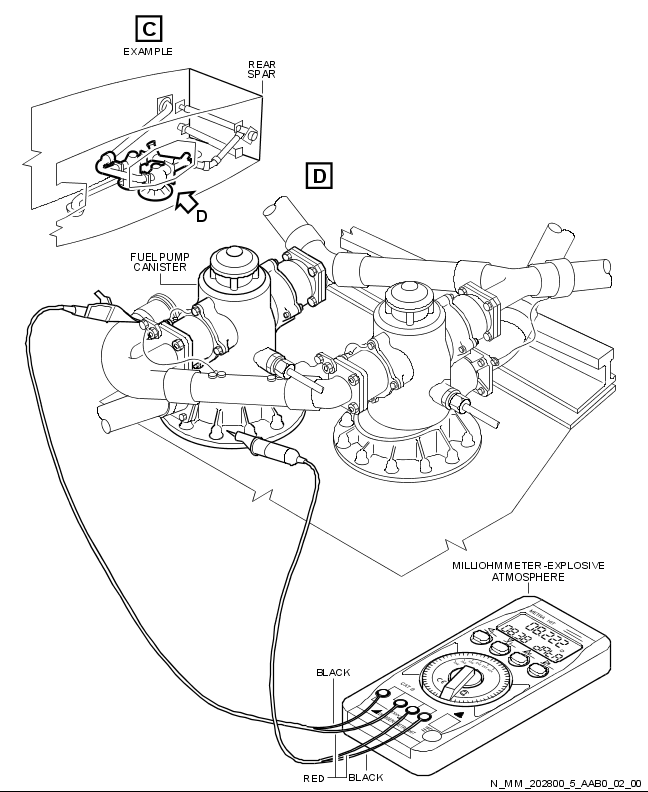 C
EXAMPLE
REAR
SPAR
D
D
FUEL PUMP
CANISTER
MILLIOHMMETER-EXPLOSIVE
ATMOSPHERE
BLACK
RED
BLACK
N_MM_202800_5_AAB0_02_00